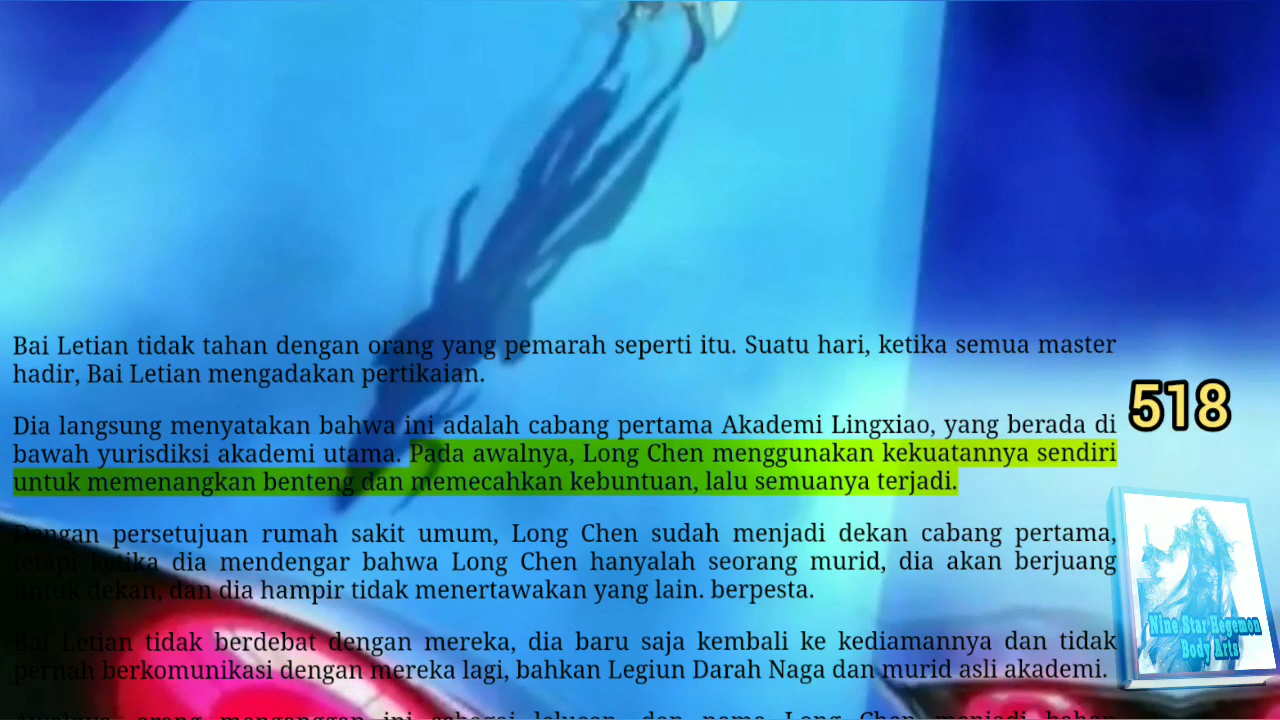 Bai Letian tidak tahan dengan orang yang pemarah seperti itu. Suatu hari, ketika semua master
hadir, Bai Letian mengadakan pertikaian.
Dia langsung menyatakan bahwa ini adalah cabang pertama Akademi Lingxiao, yang berada di
bawah yurisdiksi akademi utama. Pada awalnya, Long Chen menggunakan kekuatannya sendiri
untuk memenangkan benteng dan memecahkan kebuntuan, lalu semuanya terjadi.
518
Dengan persetujuan rumah sakit umum, Long Chen sudah menjadi dekan cabang pertama,
tetapi ketika dia mendengar bahwa Long Chen hanyalah seorang murid, dia akan berjuang
untuk dekan, dan dia hampir tidak menertawakan yang lain. berpesta.
Bai Letian tidak berdebat dengan mereka, dia baru saja kembali ke kediamannya dan tidak
pernah berkomunikasi dengan mereka lagi, bahkan Legiun Darah Naga dan murid asli akademi.
Nine Star Hegemon
Body Arts